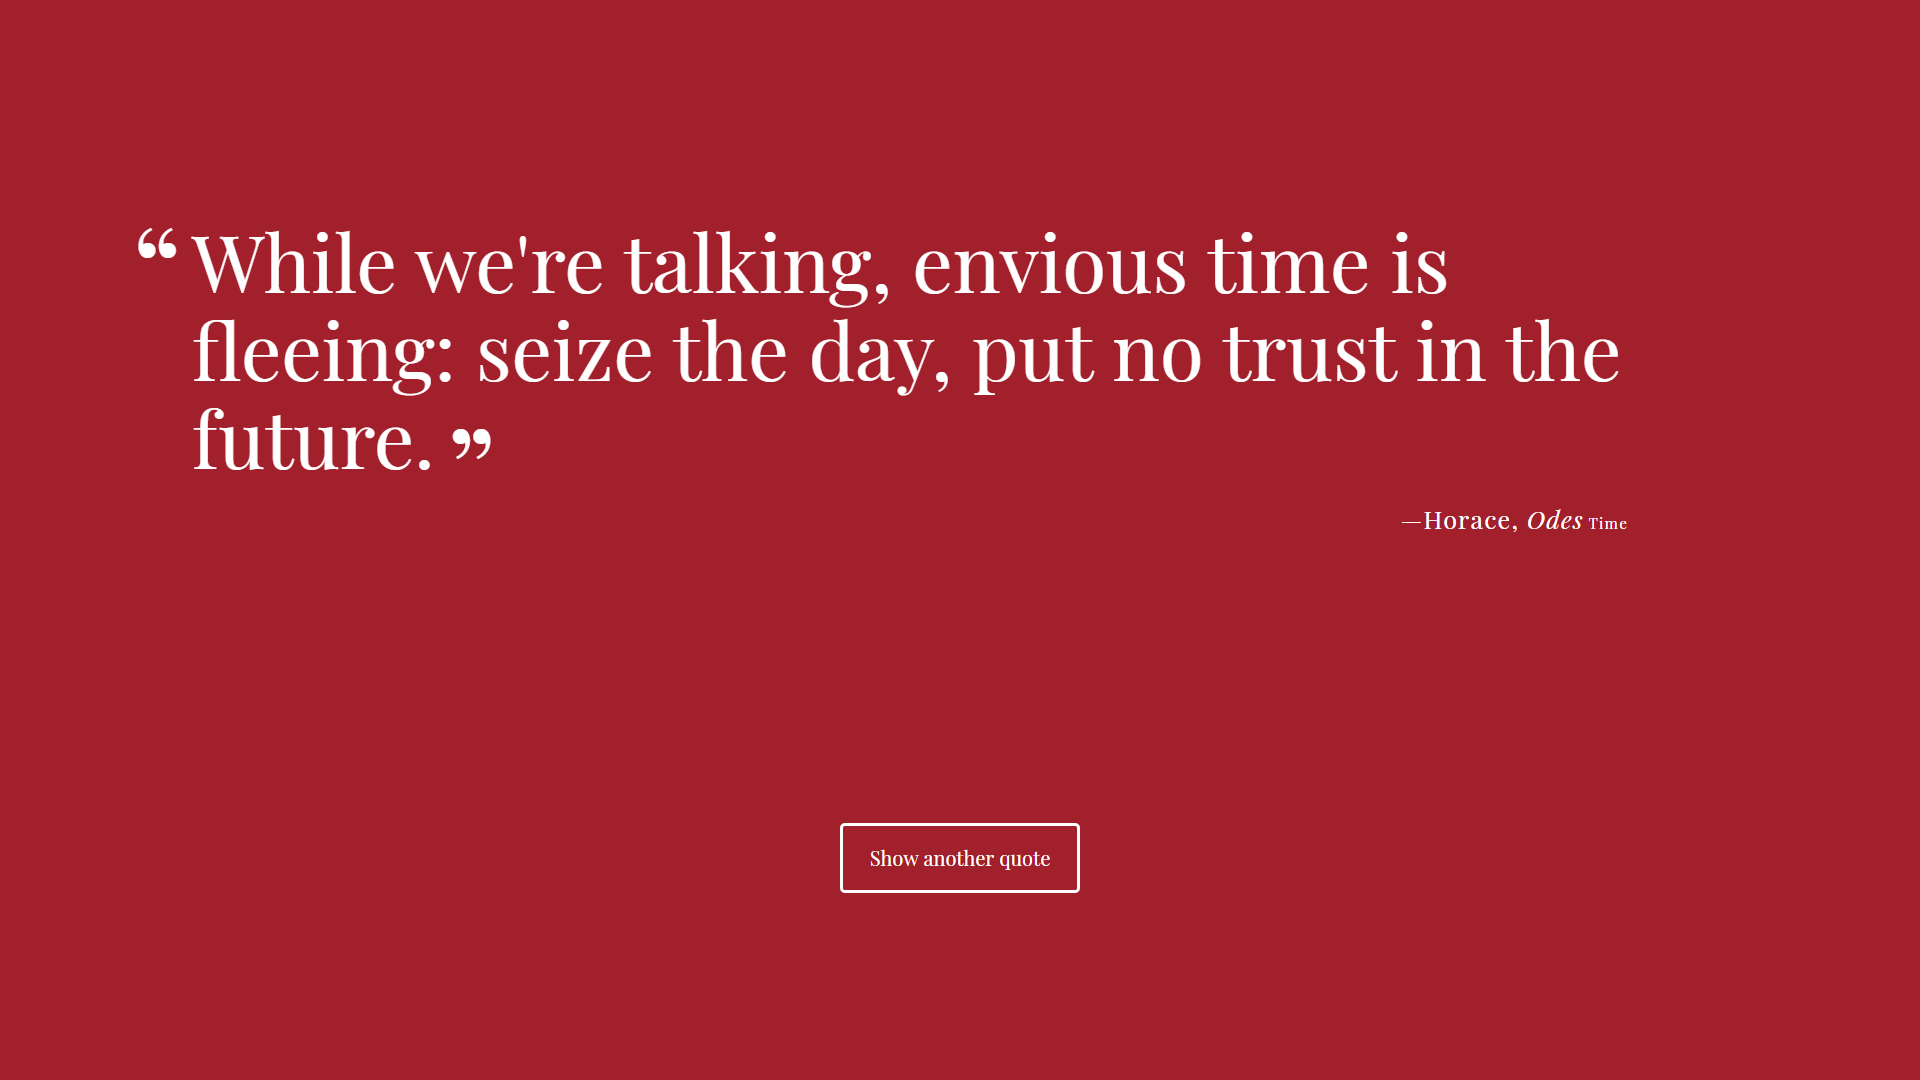 “While we're talking, envious time is
fleeing: seize the day, put no trust in the
future.”
—Horace, Odes Time
Show another quote